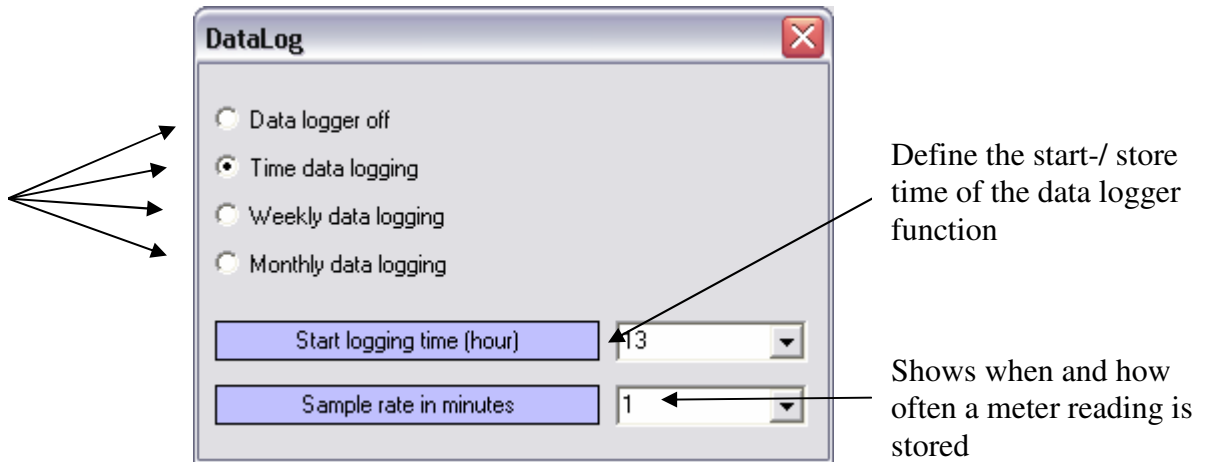 DataLog
Data logger off
Time data logging
Weekly data logging
Monthly data logging
Start logging time (hour)
13
Sample rate in minutes
1
Define the start-/ store
time of the data logger
function
Shows when and how
often a meter reading is
stored